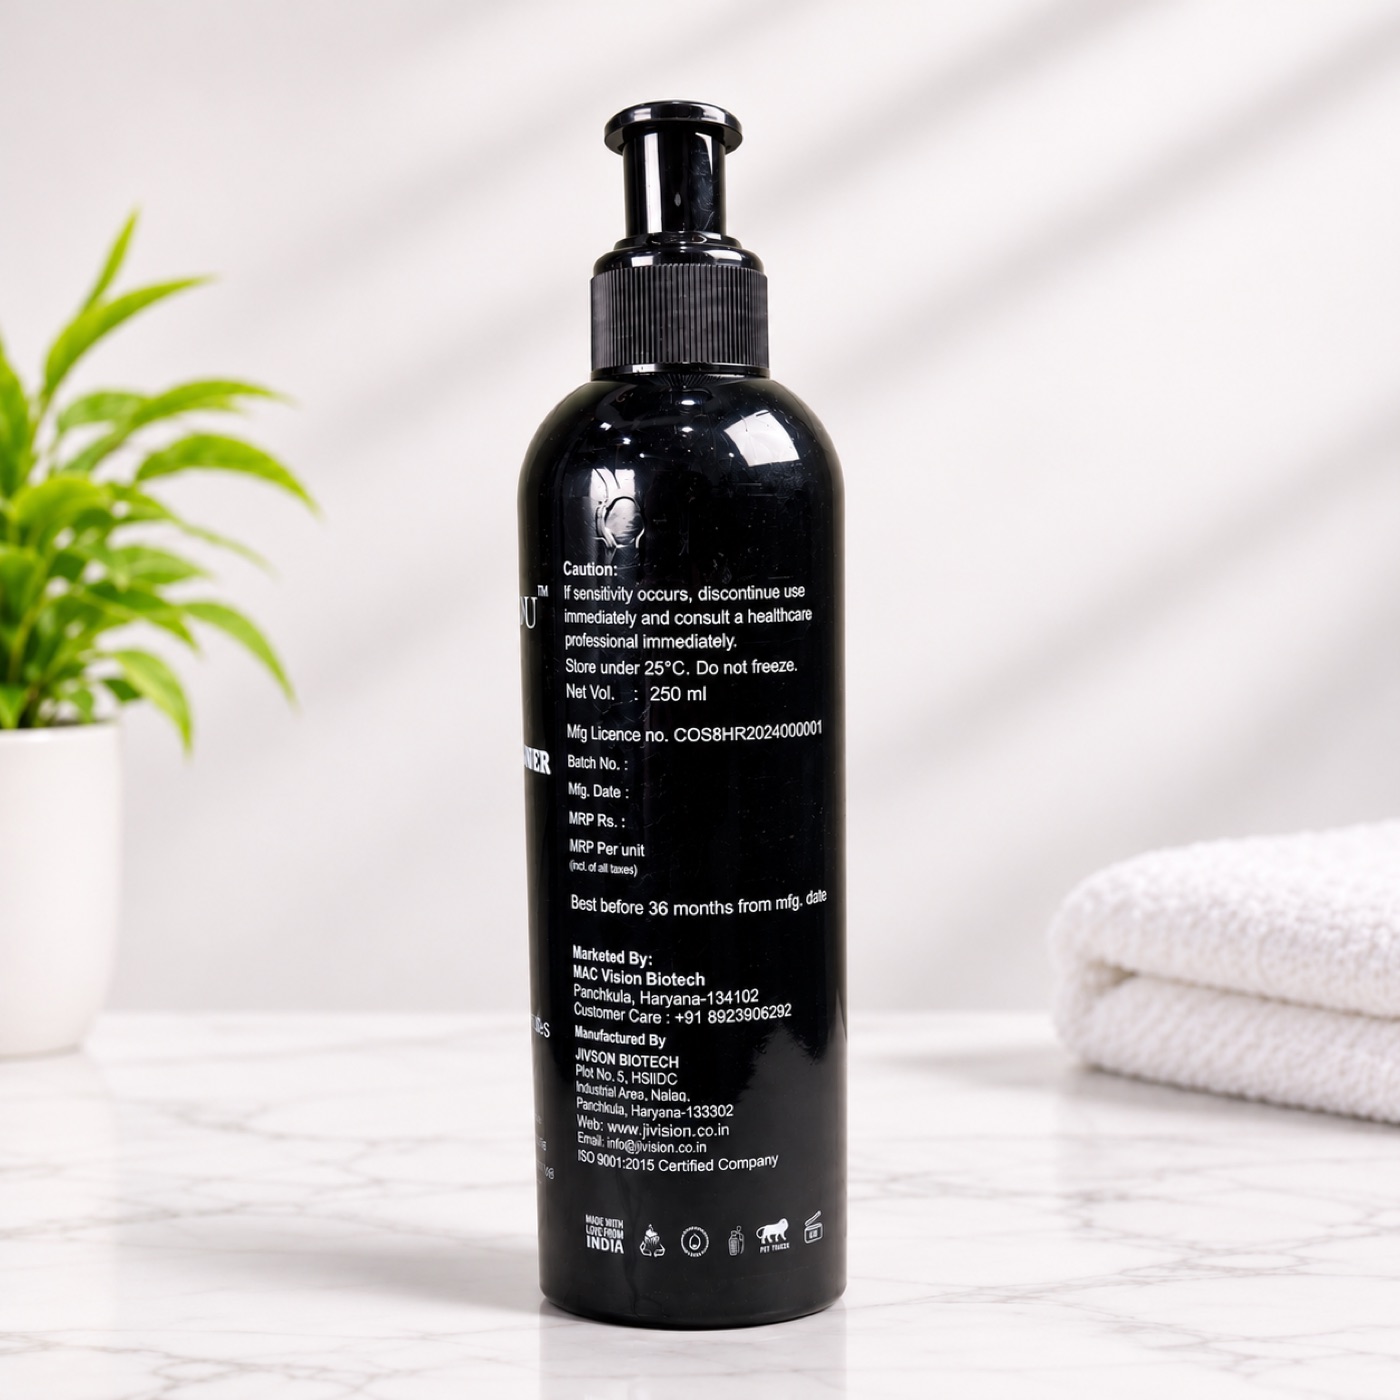 Caution:
If sensitivity occurs, discontinue use
immediately and consult a healthcare
professional immediately.
Store under 25°C. Do not freeze.
Net Vol. : 250 ml
Mfg Licence no. COS8HR2024000001
Batch No. :
Mfg. Date :
MRP Rs. :
MRP Per unit
(incl. of all taxes)
Best before 36 months from mfg. date
Marketed By:
MAC Vision Biotech
Panchkula, Haryana-134102
Customer Care : +91 8923906292
Manufactured By
JIVSON BIOTECH
Plot No. 5, HSIIDC
Industrial Area, Nalag.
Panchkula, Haryana-133302
Web: www.jivision.co.in
Email: info@jivision.co.in
ISO 9001:2015 Certified Company
MADE WITH
LOVE FROM
INDIA
PET
TM